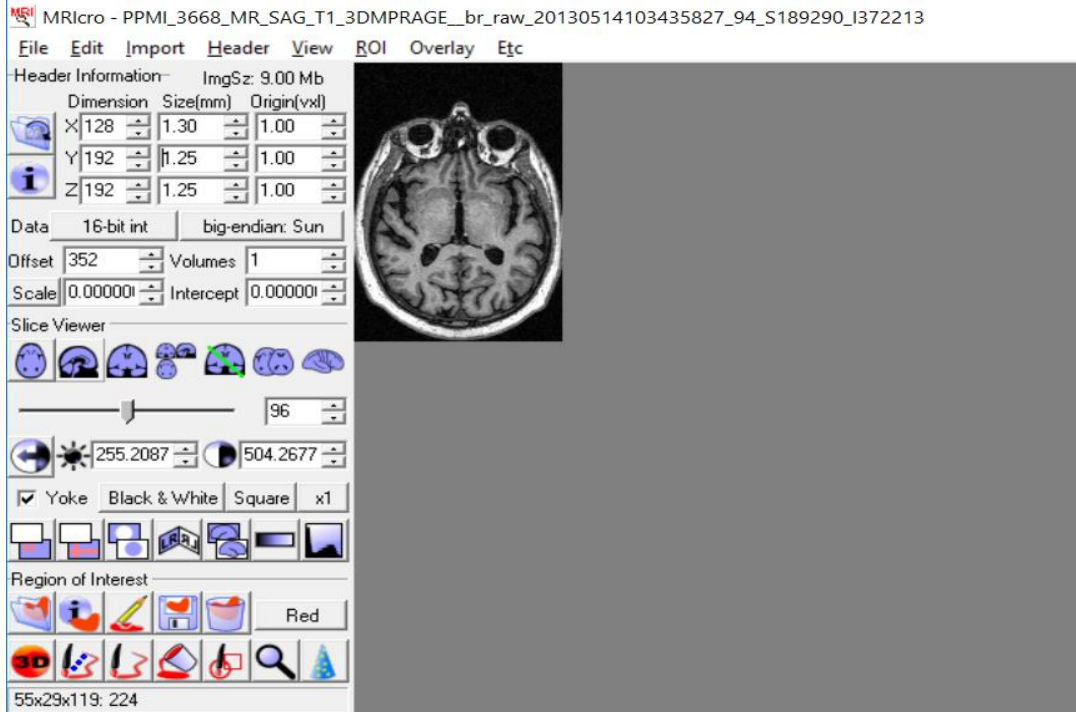 MRIcro - PPMI_3668_MR_SAG_T1_3DMPRAGE__br_raw_20130514103435827_94_S189290_I372213
File Edit Import Header View ROI Overlay Etc
Header Information ImgSz: 9.00 Mb
Dimension Size(mm) Origin(vxl)
X 128 1.30 1.00
Y 192 1.25 1.00
Z 192 1.25 1.00
Data 16-bit int big-endian: Sun
Offset 352 Volumes 1
Scale 0.00000 Intercept 0.00000
Slice Viewer
96
255.2087 504.2677
Yoke Black & White Square x1
Region of Interest
Red
3D
55x29x119: 224